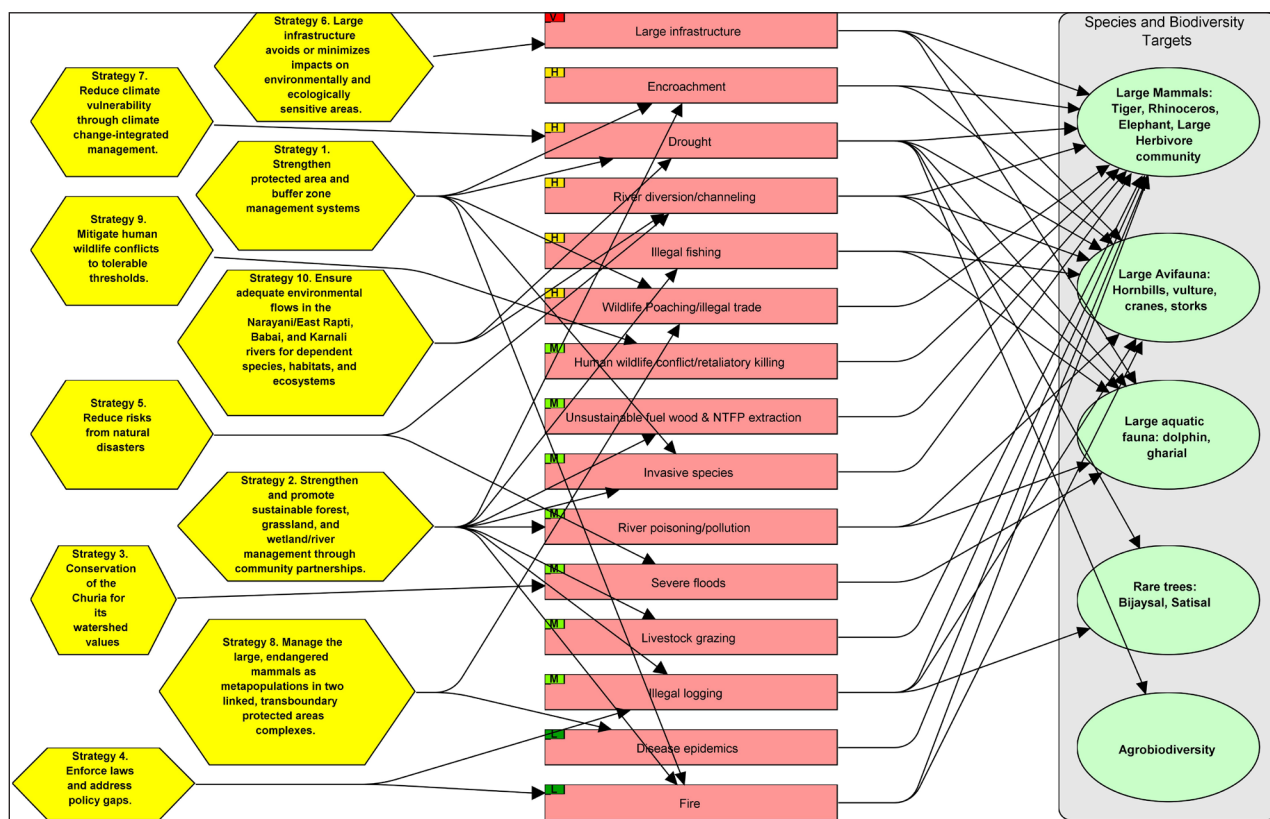 Strategy 6. Large
infrastructure
avoids or minimizes
impacts on
environmentally and
ecologically
sensitive areas.
Strategy 7.
Reduce climate
vulnerability
through climate
change-integrated
management.
Strategy 1.
Strengthen
protected area and
buffer zone
management systems
Strategy 9.
Mitigate human
wildlife conflicts
to tolerable
thresholds.
Strategy 10. Ensure
adequate environmental
flows in the
Narayani/East Rapti,
Babai, and Karnali
rivers for dependent
species, habitats, and
ecosystems
Strategy 5.
Reduce risks
from natural
disasters
Strategy 2. Strengthen
and promote
sustainable forest,
grassland, and
wetland/river
management through
community partnerships.
Strategy 3.
Conservation
of the
Churia for
its
watershed
values
Strategy 8. Manage the
large, endangered
mammals as
metapopulations in two
linked, transboundary
protected areas
complexes.
Strategy 4.
Enforce laws
and address
policy gaps.
V
Large infrastructure
H
Encroachment
H
Drought
H
River diversion/channeling
H
Illegal fishing
H
Wildlife Poaching/illegal trade
M
Human wildlife conflict/retaliatory killing
M
Unsustainable fuel wood & NTFP extraction
M
Invasive species
M
River poisoning/pollution
M
Severe floods
M
Livestock grazing
M
Illegal logging
L
Disease epidemics
L
Fire
Species and Biodiversity
Targets
Large Mammals:
Tiger, Rhinoceros,
Elephant, Large
Herbivore
community
Large Avifauna:
Hornbills, vulture,
cranes, storks
Large aquatic
fauna: dolphin,
gharial
Rare trees:
Bijaysal, Satisal
Agrobiodiversity